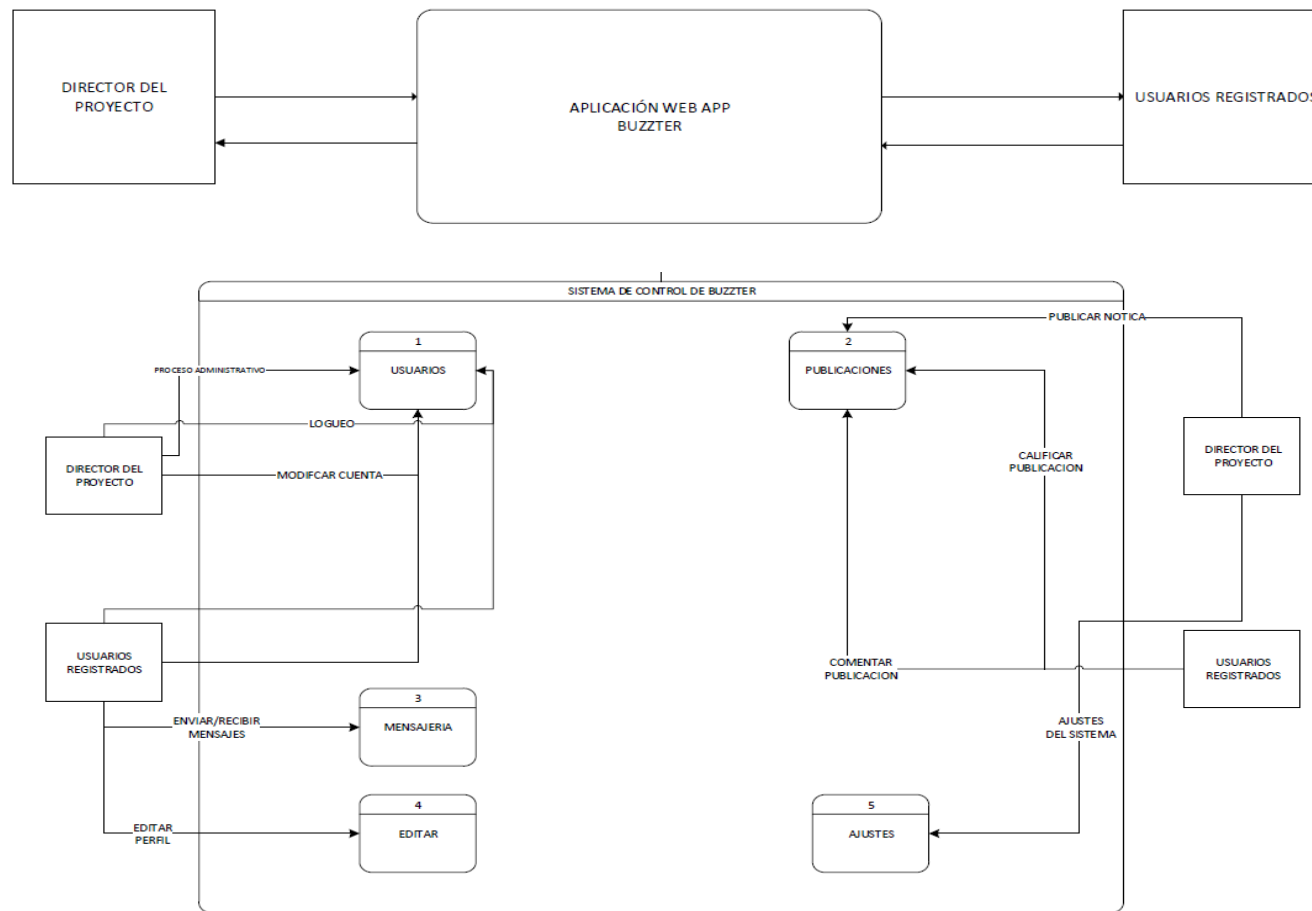 DIRECTOR DEL
PROYECTO
APLICACIÓN WEB APP
BUZZTER
USUARIOS REGISTRADOS
SISTEMA DE CONTROL DE BUZZTER
PUBLICAR NOTICA
1
USUARIOS
2
PUBLICACIONES
PROCESO ADMINISTRATIVO
LOGUEO
DIRECTOR DEL
PROYECTO
MODIFCAR CUENTA
CALIFICAR
PUBLICACION
DIRECTOR DEL
PROYECTO
USUARIOS
REGISTRADOS
COMENTAR
PUBLICACION
USUARIOS
REGISTRADOS
3
MENSAJERIA
ENVIAR/RECIBIR
MENSAJES
AJUSTES
DEL SISTEMA
4
EDITAR
EDITAR
PERFIL
5
AJUSTES